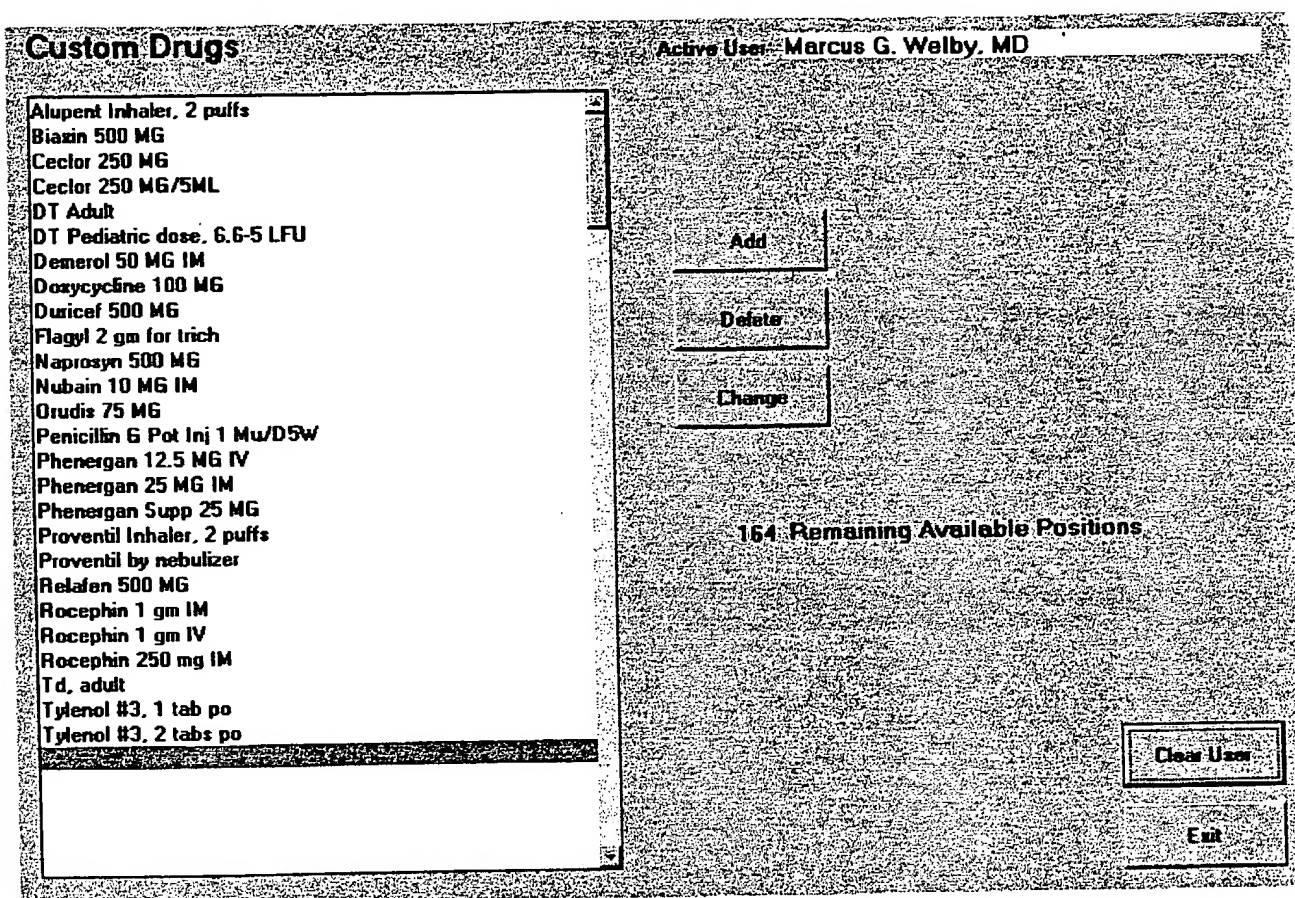 Custom Drugs
Active User Marcus G. Welby, MD
Alupent Inhaler, 2 puffs
Biaxin 500 MG
Ceclor 250 MG
Ceclor 250 MG/5ML
DT Adult
DT Pediatric dose, 6.6-5 LFU
Demerol 50 MG IM
Doxycycline 100 MG
Duricef 500 MG
Flagyl 2 gm for trich
Naprosyn 500 MG
Nubain 10 MG IM
Orudis 75 MG
Penicillin G Pot Inj 1 Mu/D5W
Phenergan 12.5 MG IV
Phenergan 25 MG IM
Phenergan Supp 25 MG
Proventil Inhaler, 2 puffs
Proventil by nebulizer
Relafen 500 MG
Rocephin 1 gm IM
Rocephin 1 gm IV
Rocephin 250 mg IM
Td, adult
Tylenol #3, 1 tab po
Tylenol #3, 2 tabs po
Add
Delete
Change
164 Remaining Available Positions
Clear User
Exit